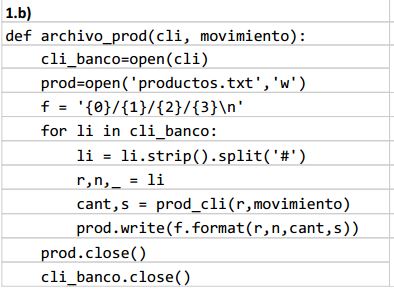 1.b)
def archivo_prod(cli, movimiento):
    cli_banco=open(cli)
    prod=open('productos.txt','w')
    f = '{0}/{1}/{2}/{3}\n'
    for li in cli_banco:
        li = li.strip().split('#')
        r,n,_ = li
        cant,s = prod_cli(r,movimiento)
        prod.write(f.format(r,n,cant,s))
    prod.close()
    cli_banco.close()